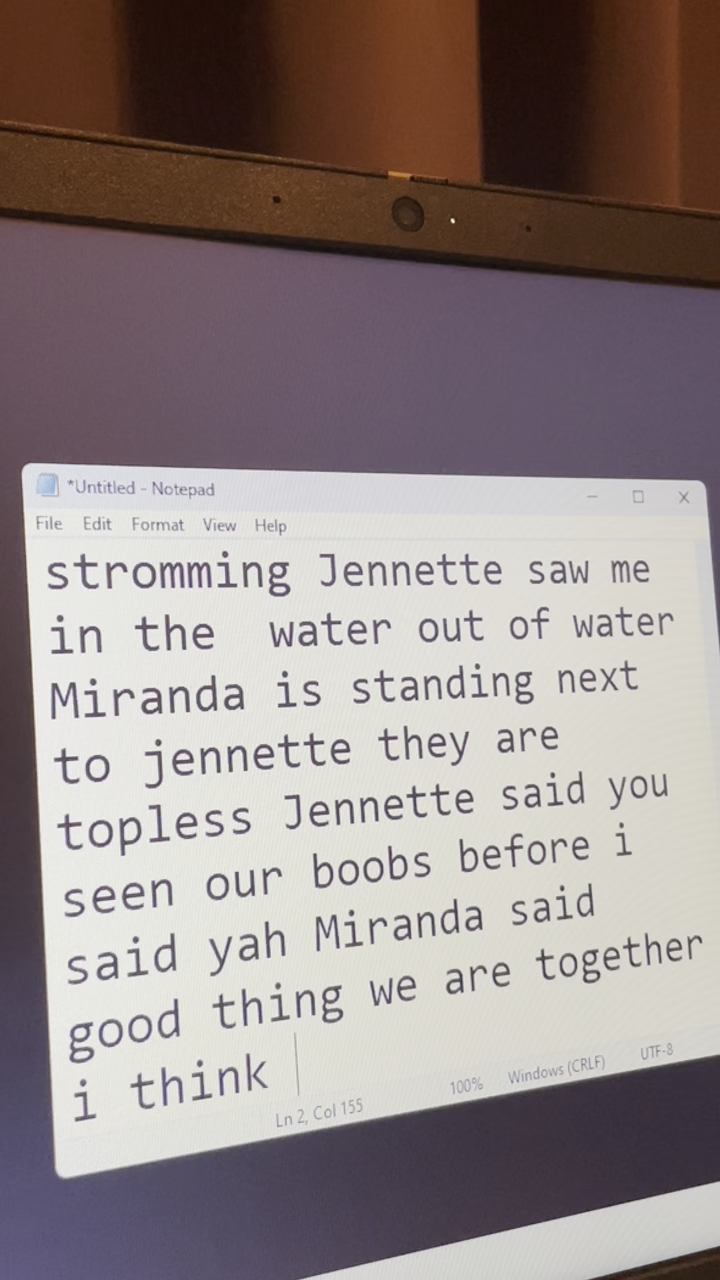 *Untitled - Notepad
File Edit Format View Help
stromming Jennette saw me
in the  water out of water
Miranda is standing next
to jennette they are
topless Jennette said you
seen our boobs before i
said yah Miranda said
good thing we are together
i think
Ln 2, Col 155 100% Windows (CRLF) UTF-8